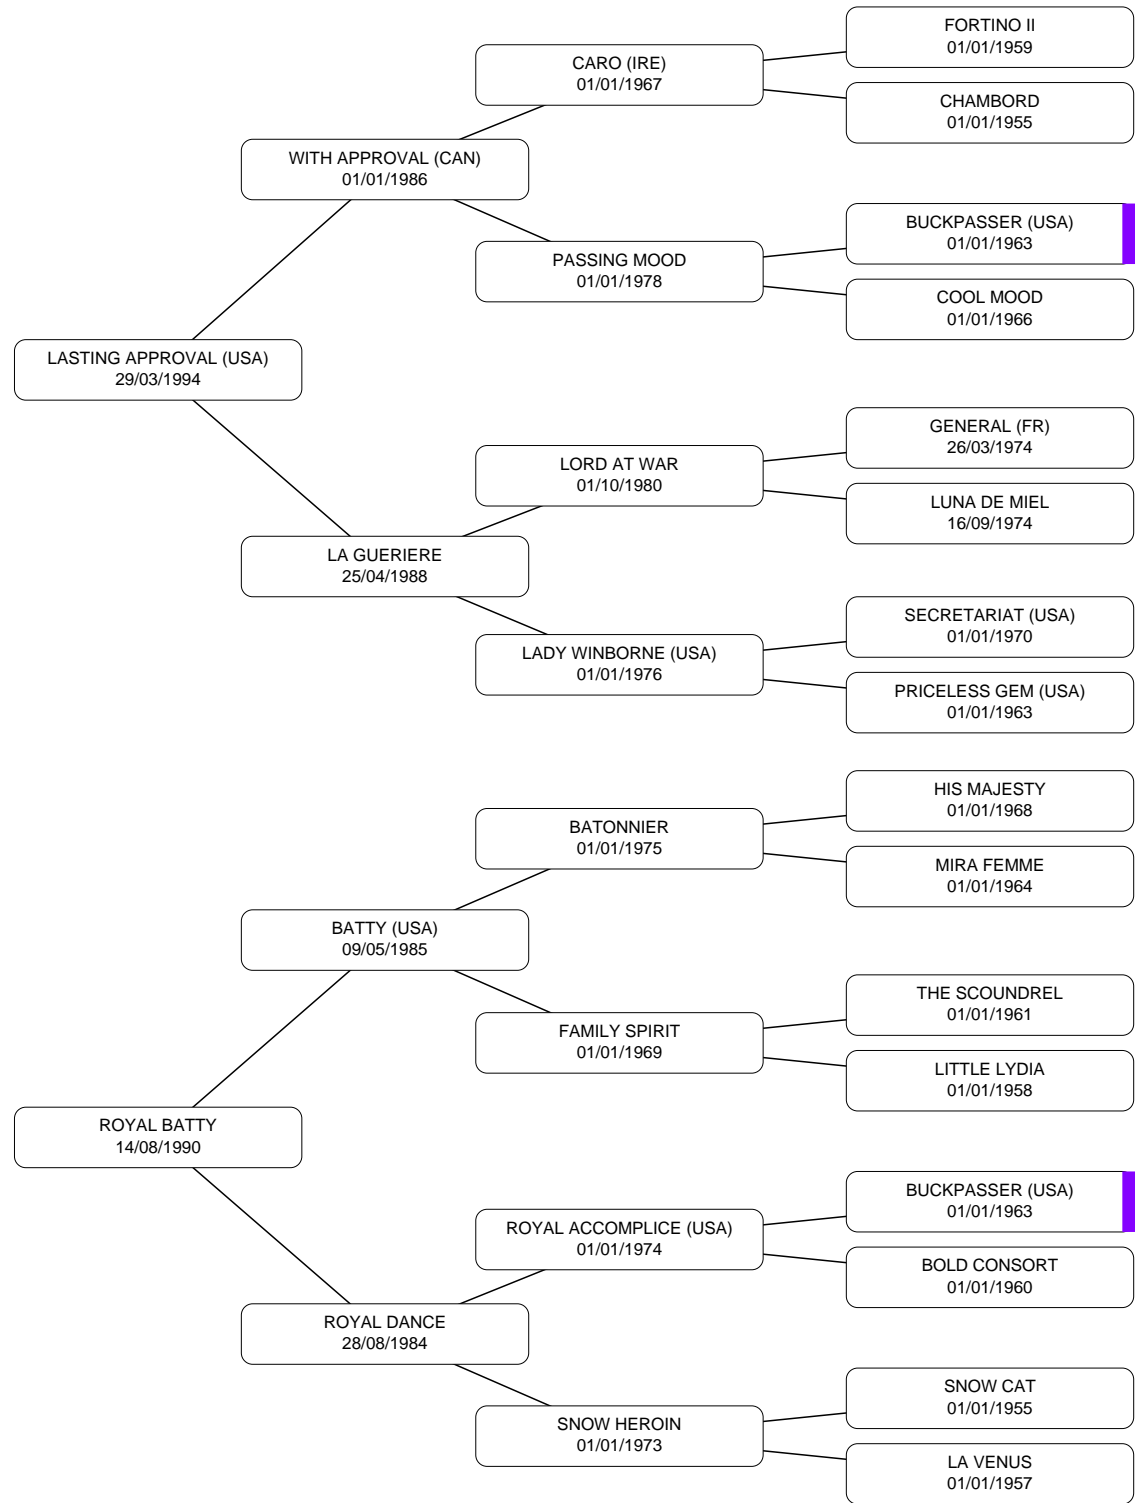 FORTINO II
01/01/1959
CARO (IRE)
01/01/1967
CHAMBORD
01/01/1955
WITH APPROVAL (CAN)
01/01/1986
BUCKPASSER (USA)
01/01/1963
PASSING MOOD
01/01/1978
COOL MOOD
01/01/1966
LASTING APPROVAL (USA)
29/03/1994
GENERAL (FR)
26/03/1974
LORD AT WAR
01/10/1980
LUNA DE MIEL
16/09/1974
LA GUERIERE
25/04/1988
SECRETARIAT (USA)
01/01/1970
LADY WINBORNE (USA)
01/01/1976
PRICELESS GEM (USA)
01/01/1963
HIS MAJESTY
01/01/1968
BATONNIER
01/01/1975
MIRA FEMME
01/01/1964
BATTY (USA)
09/05/1985
THE SCOUNDREL
01/01/1961
FAMILY SPIRIT
01/01/1969
LITTLE LYDIA
01/01/1958
ROYAL BATTY
14/08/1990
BUCKPASSER (USA)
01/01/1963
ROYAL ACCOMPLICE (USA)
01/01/1974
BOLD CONSORT
01/01/1960
ROYAL DANCE
28/08/1984
SNOW CAT
01/01/1955
SNOW HEROIN
01/01/1973
LA VENUS
01/01/1957